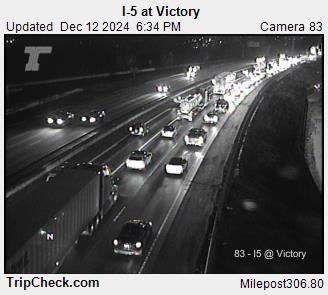 I-5 at Victory
Updated Dec 12 2024 6:34 PM Camera 83
T
N
83 - I5 @ Victory
TripCheck.com Milepost306.80